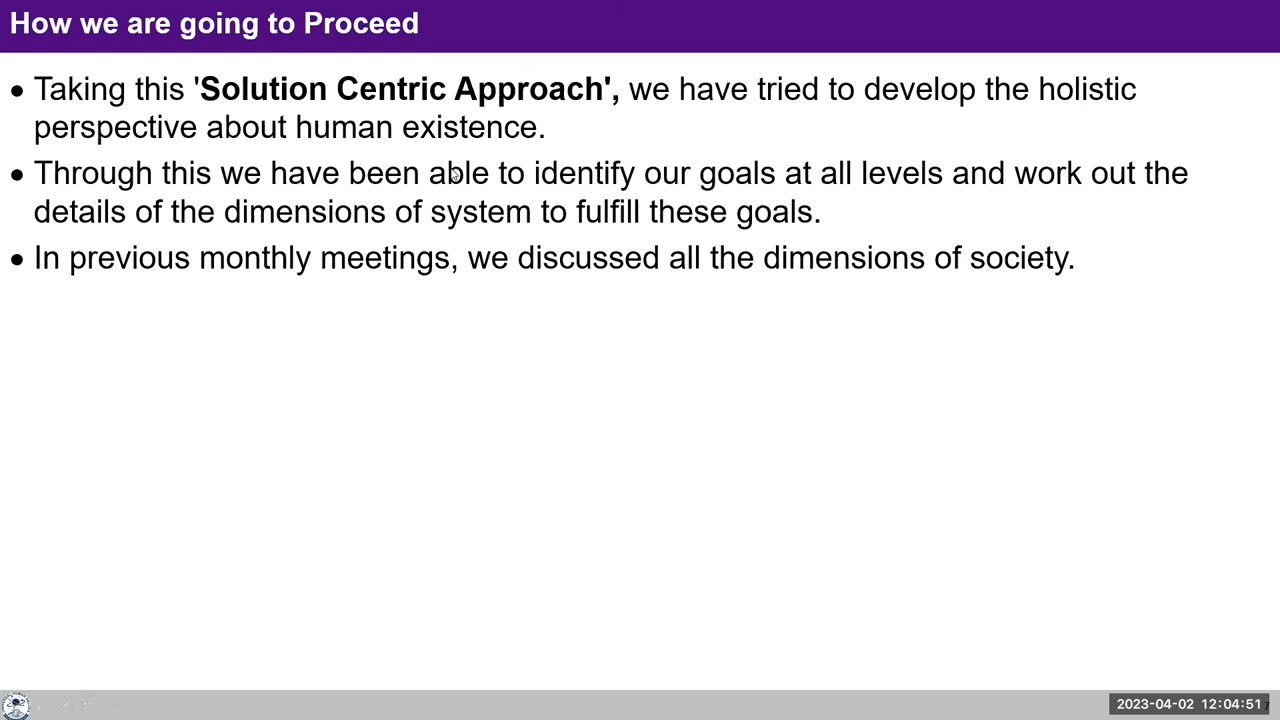 How we are going to Proceed
• Taking this 'Solution Centric Approach', we have tried to develop the holistic
perspective about human existence.
• Through this we have been able to identify our goals at all levels and work out the
details of the dimensions of system to fulfill these goals.
• In previous monthly meetings, we discussed all the dimensions of society.
2023-04-02 12:04:51
7